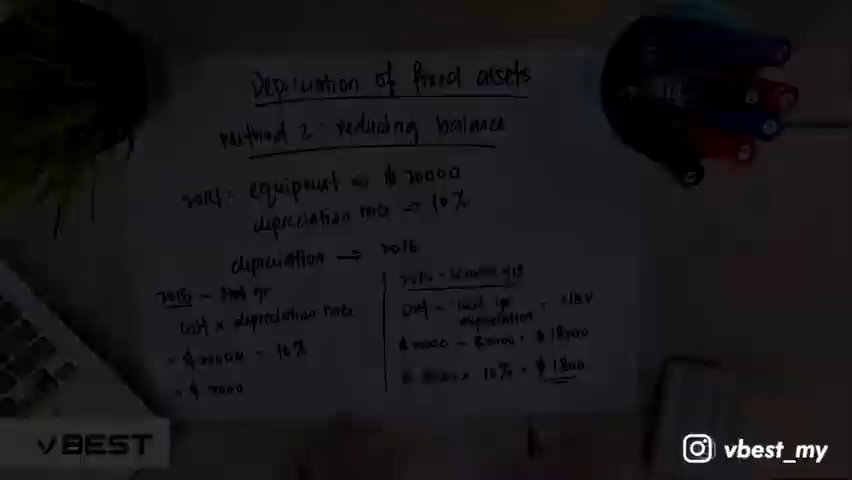 Depreciation of fixed assets
Method 2: reducing balance
2014: equipment → $20000
depreciation rate → 10%
depreciation → 2016
2015 - first yr
cost × depreciation rate
= $20000 - 10%
= $2000
2016 - second yr
cost - last yr depreciation = NBV
$20000 - $2000 = $18000
× 10% = $1800
vBEST
vbest_my